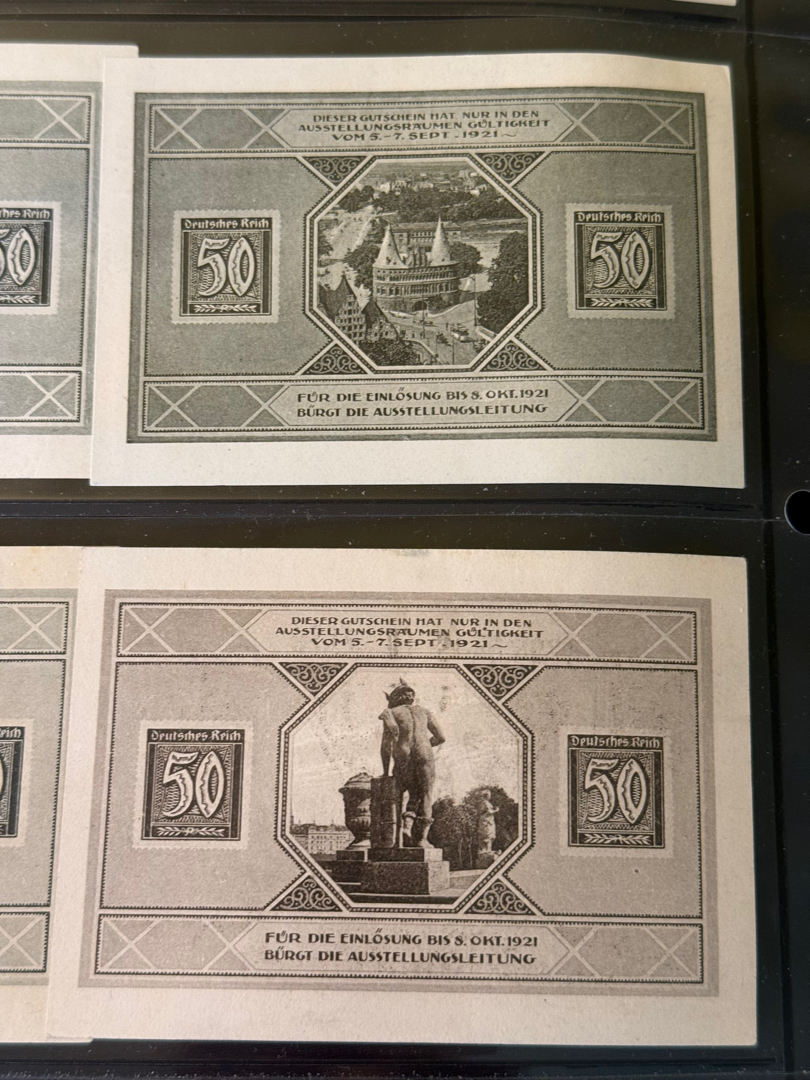 DIESER GUTSCHEIN HAT NUR IN DEN
AUSSTELLUNGSRÄUMEN GÜLTIGKEIT
VOM 5.-7. SEPT. 1921~
Deutsches Reich
50
Deutsches Reich
50
50
FÜR DIE EINLÖSUNG BIS 8. OKT. 1921
BÜRGT DIE AUSSTELLUNGSLEITUNG
DIESER GUTSCHEIN HAT NUR IN DEN
AUSSTELLUNGSRÄUMEN GÜLTIGKEIT
VOM 5.-7. SEPT. 1921~
Deutsches Reich
50
Deutsches Reich
50
FÜR DIE EINLÖSUNG BIS 8. OKT. 1921
BÜRGT DIE AUSSTELLUNGSLEITUNG